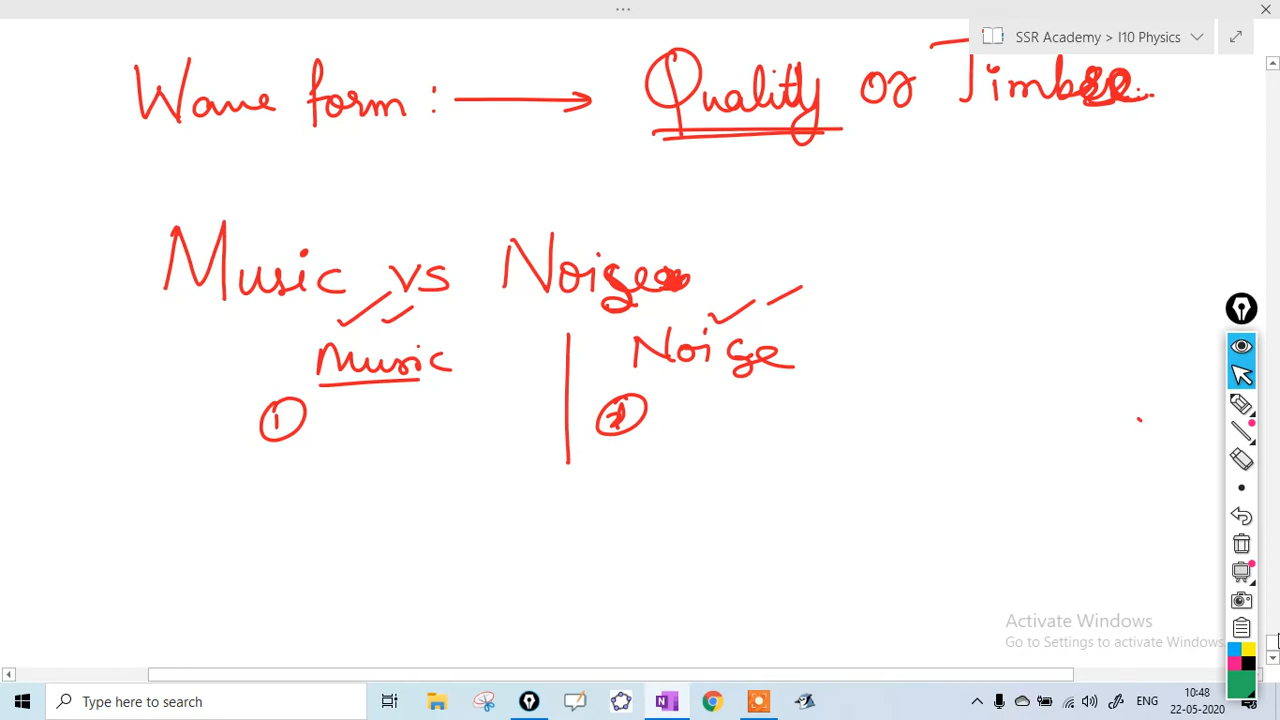 SSR Academy > I10 Physics
Wave form : → Quality or Timbre..
Music vs Noise
Music
Noise
①
Activate Windows
Go to Settings to activate Windows.
Type here to search
ENG
10:48
22-05-2020